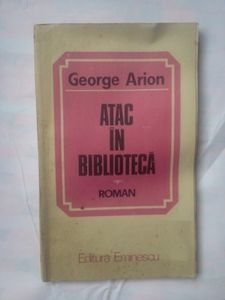 George Arion
ATAC
ÎN
BIBLIOTECĂ
ROMAN
Editura Eminescu